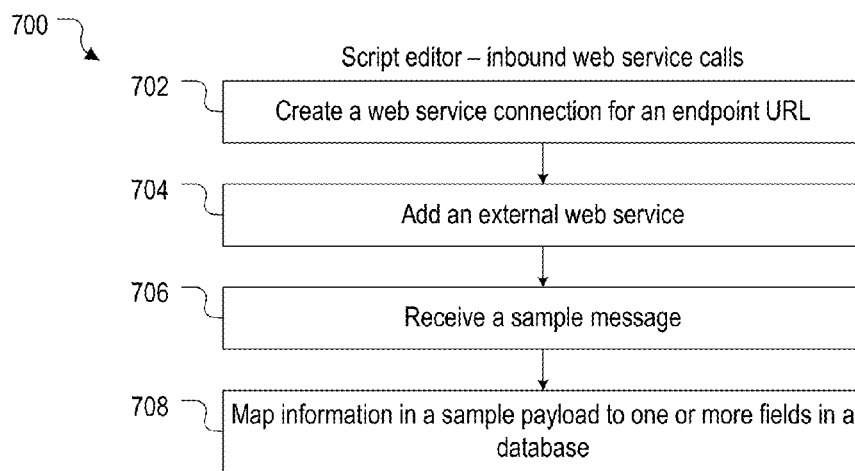 700
Script editor – inbound web service calls
702
Create a web service connection for an endpoint URL
704
Add an external web service
706
Receive a sample message
708
Map information in a sample payload to one or more fields in a
database